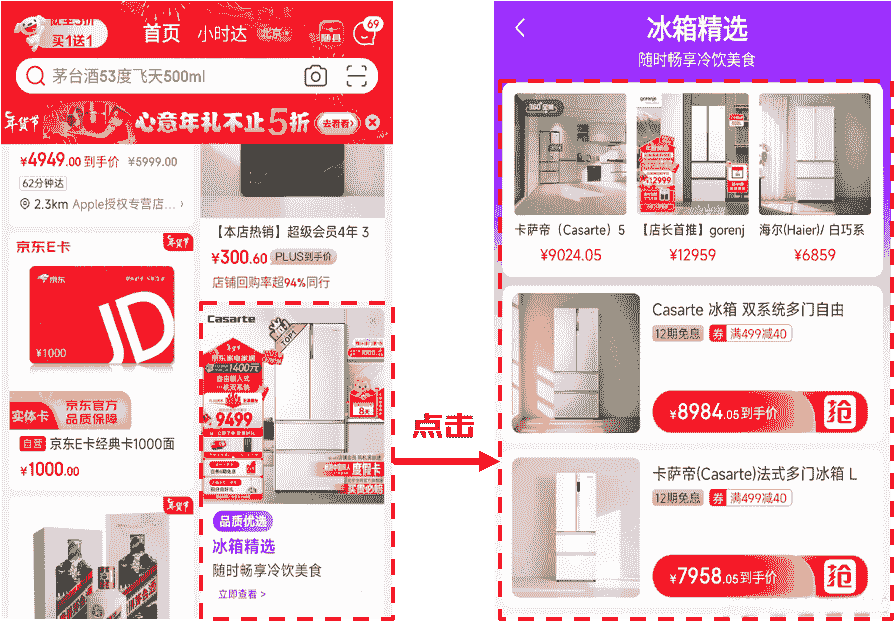 买1送1
首页
小时达
北京
69
茅台酒53度飞天500ml
年货节
心意年礼不止5折
去看看>
¥4949.00 到手价 ¥5999.00
62分钟达
2.3km Apple授权专营店... >
京东E卡
年货节
京东
JD
¥1000
实体卡
京东官方
品质保障
自营 京东E卡经典卡1000面
¥1000.00
年货节
【本店热销】超级会员4年 3
¥300.60 PLUS到手价
店铺回购率超94%同行
Casarte
TOP
9499
8天
度假卡
品质优选
冰箱精选
随时畅享冷饮美食
立即查看 >
点击
冰箱精选
随时畅享冷饮美食
卡萨帝（Casarte）5
¥9024.05
gorenje
12999
【店长首推】gorenj
¥12959
海尔(Haier)/ 白巧系
¥6859
Casarte 冰箱 双系统多门自由
12期免息 券 满499减40
¥8984.05到手价 抢
卡萨帝(Casarte)法式多门冰箱 L
12期免息 券 满499减40
¥7958.05到手价 抢